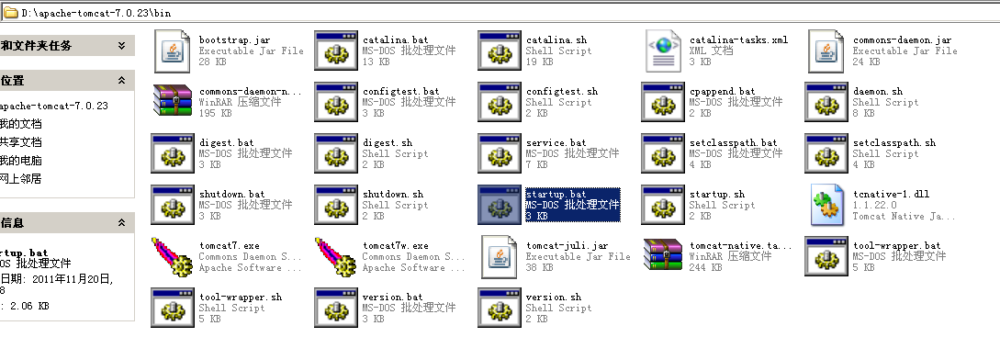 D:\apache-tomcat-7.0.23\bin
和文件夹任务
位置
apache-tomcat-7.0.23
我的文档
共享文档
我的电脑
网上邻居
信息
rtup.bat
OS 批处理文件
日期: 2011年11月20日,
8
: 2.06 KB
bootstrap.jar
Executable Jar File
28 KB
catalina.bat
MS-DOS 批处理文件
13 KB
catalina.sh
Shell Script
19 KB
catalina-tasks.xml
XML 文档
3 KB
commons-daemon.jar
Executable Jar File
24 KB
commons-daemon-n...
WinRAR 压缩文件
195 KB
configtest.bat
MS-DOS 批处理文件
3 KB
configtest.sh
Shell Script
2 KB
cpappend.bat
MS-DOS 批处理文件
2 KB
daemon.sh
Shell Script
8 KB
digest.bat
MS-DOS 批处理文件
3 KB
digest.sh
Shell Script
2 KB
service.bat
MS-DOS 批处理文件
7 KB
setclasspath.bat
MS-DOS 批处理文件
4 KB
setclasspath.sh
Shell Script
4 KB
shutdown.bat
MS-DOS 批处理文件
3 KB
shutdown.sh
Shell Script
2 KB
startup.bat
MS-DOS 批处理文件
3 KB
startup.sh
Shell Script
2 KB
tcnative-1.dll
1.1.22.0
Tomcat Native Ja...
tomcat7.exe
Commons Daemon S...
Apache Software ...
tomcat7w.exe
Commons Daemon S...
Apache Software ...
tomcat-juli.jar
Executable Jar File
38 KB
tomcat-native.ta...
WinRAR 压缩文件
244 KB
tool-wrapper.bat
MS-DOS 批处理文件
5 KB
tool-wrapper.sh
Shell Script
5 KB
version.bat
MS-DOS 批处理文件
3 KB
version.sh
Shell Script
2 KB